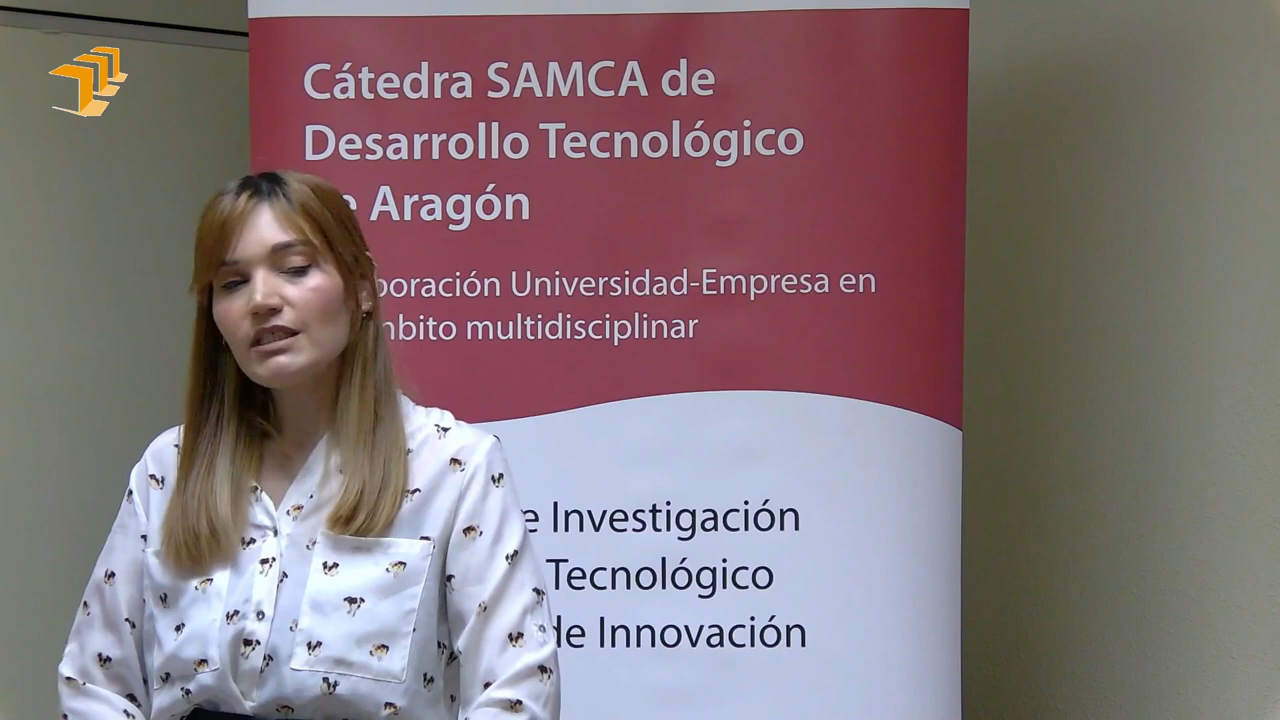 Cátedra SAMCA de
Desarrollo Tecnológico
Aragón
Universidad-Empresa en
multidisciplinar
Investigación
Tecnológico
de Innovación